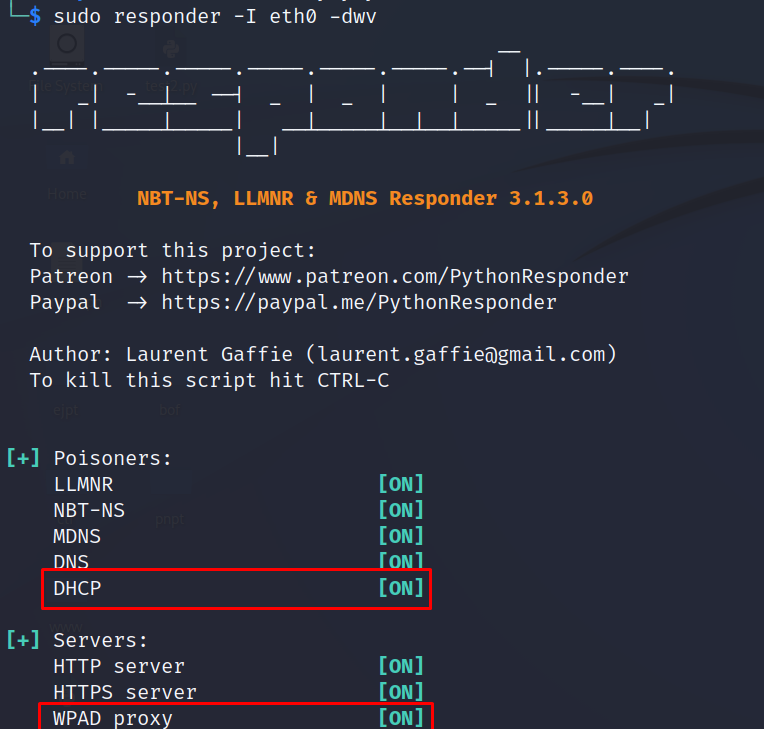 └─$ sudo responder -I eth0 -dwv
NBT-NS, LLMNR & MDNS Responder 3.1.3.0
To support this project:
Patreon -> https://www.patreon.com/PythonResponder
Paypal  -> https://paypal.me/PythonResponder
Author: Laurent Gaffie (laurent.gaffie@gmail.com)
To kill this script hit CTRL-C
[+] Poisoners:
LLMNR [ON]
NBT-NS [ON]
MDNS [ON]
DNS [ON]
DHCP [ON]
[+] Servers:
HTTP server [ON]
HTTPS server [ON]
WPAD proxy [ON]
Home